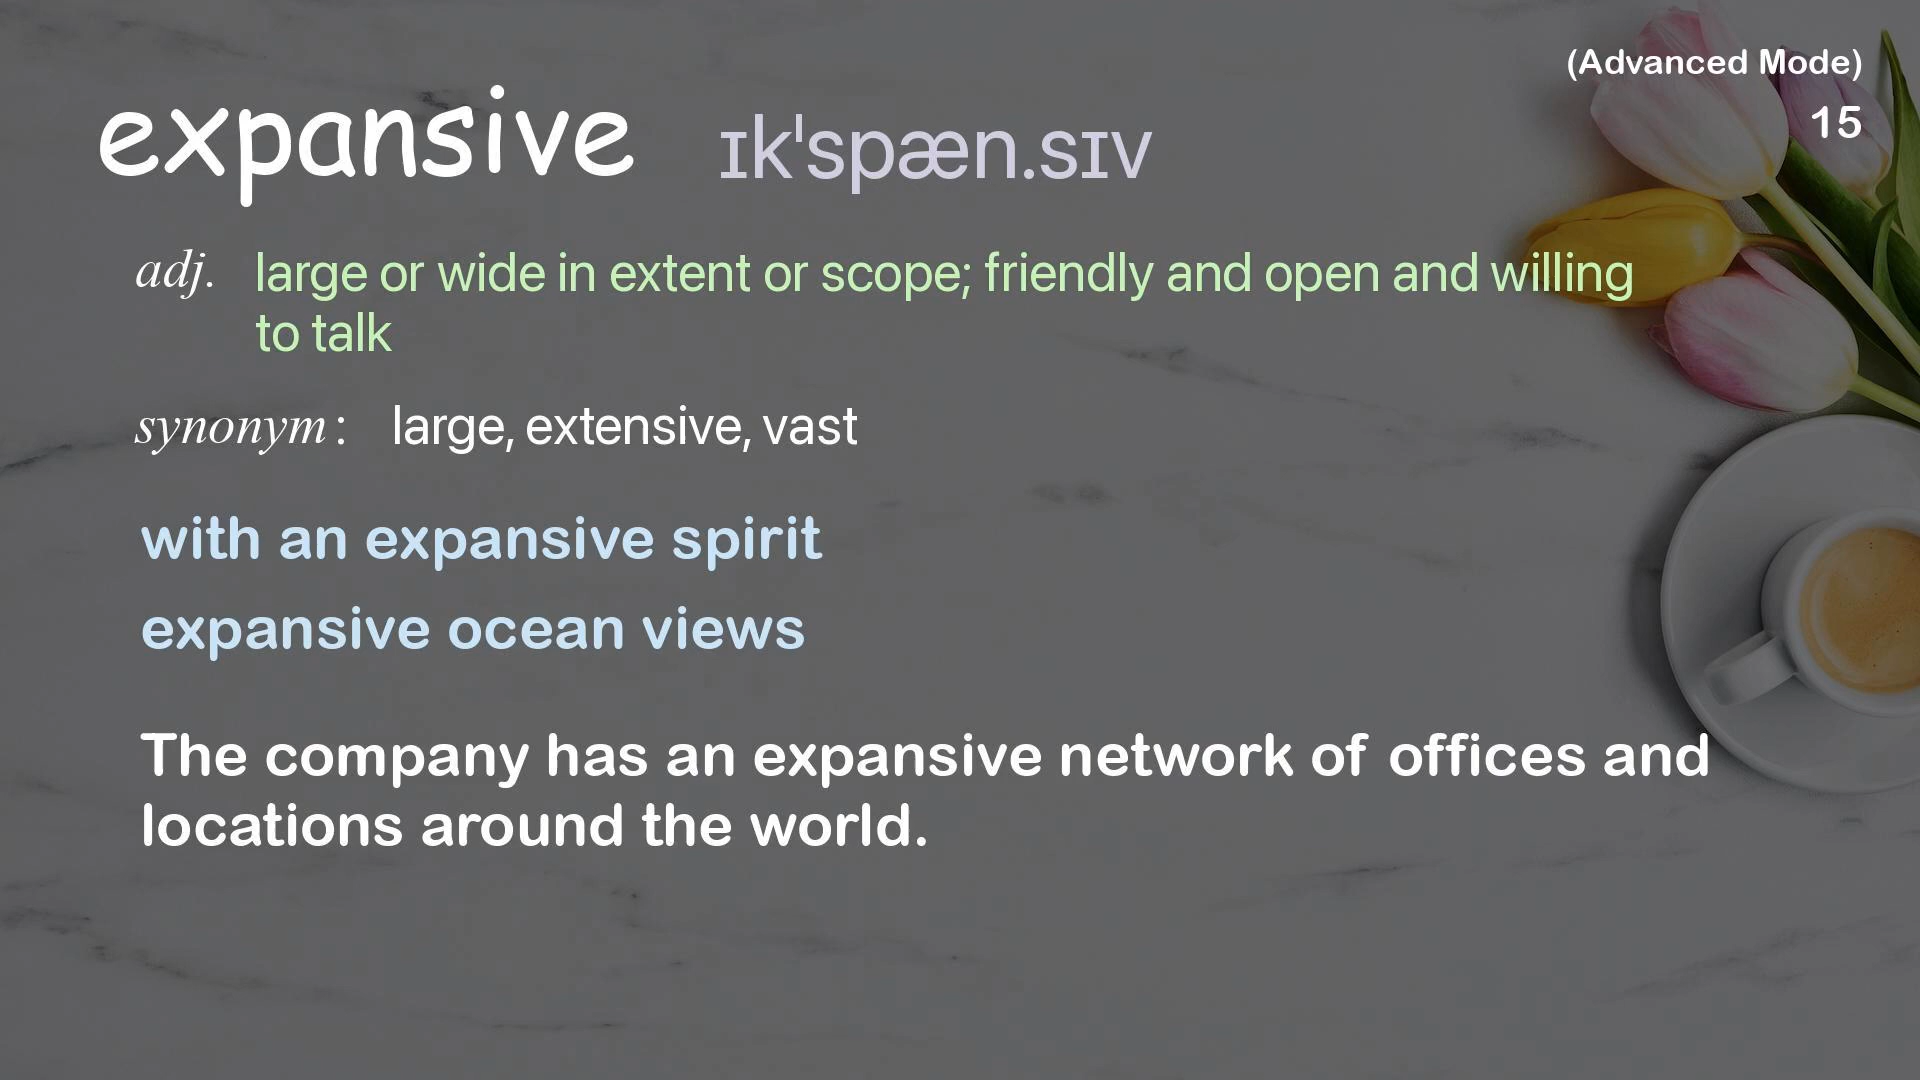 (Advanced Mode)
expansive ɪkˈspæn.sɪv
15
adj. large or wide in extent or scope; friendly and open and willing
to talk
synonym: large, extensive, vast
with an expansive spirit
expansive ocean views
The company has an expansive network of offices and
locations around the world.